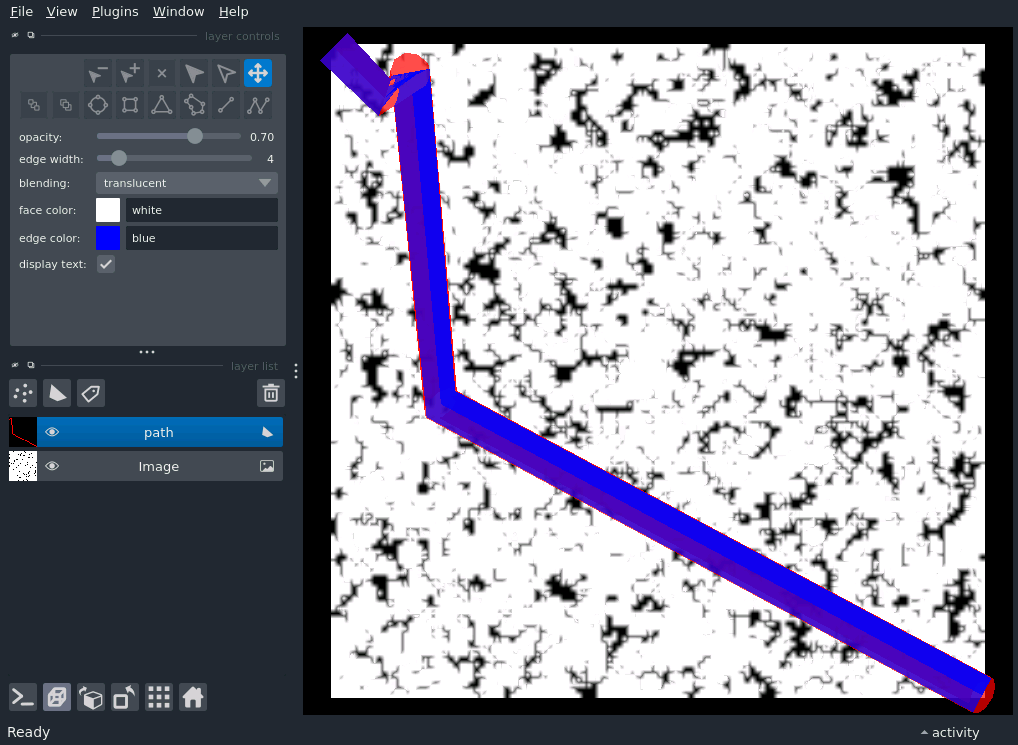 File View Plugins Window Help
layer controls
opacity: 0.70
edge width: 4
blending: translucent
face color: white
edge color: blue
display text:
layer list
path
Image
Ready activity